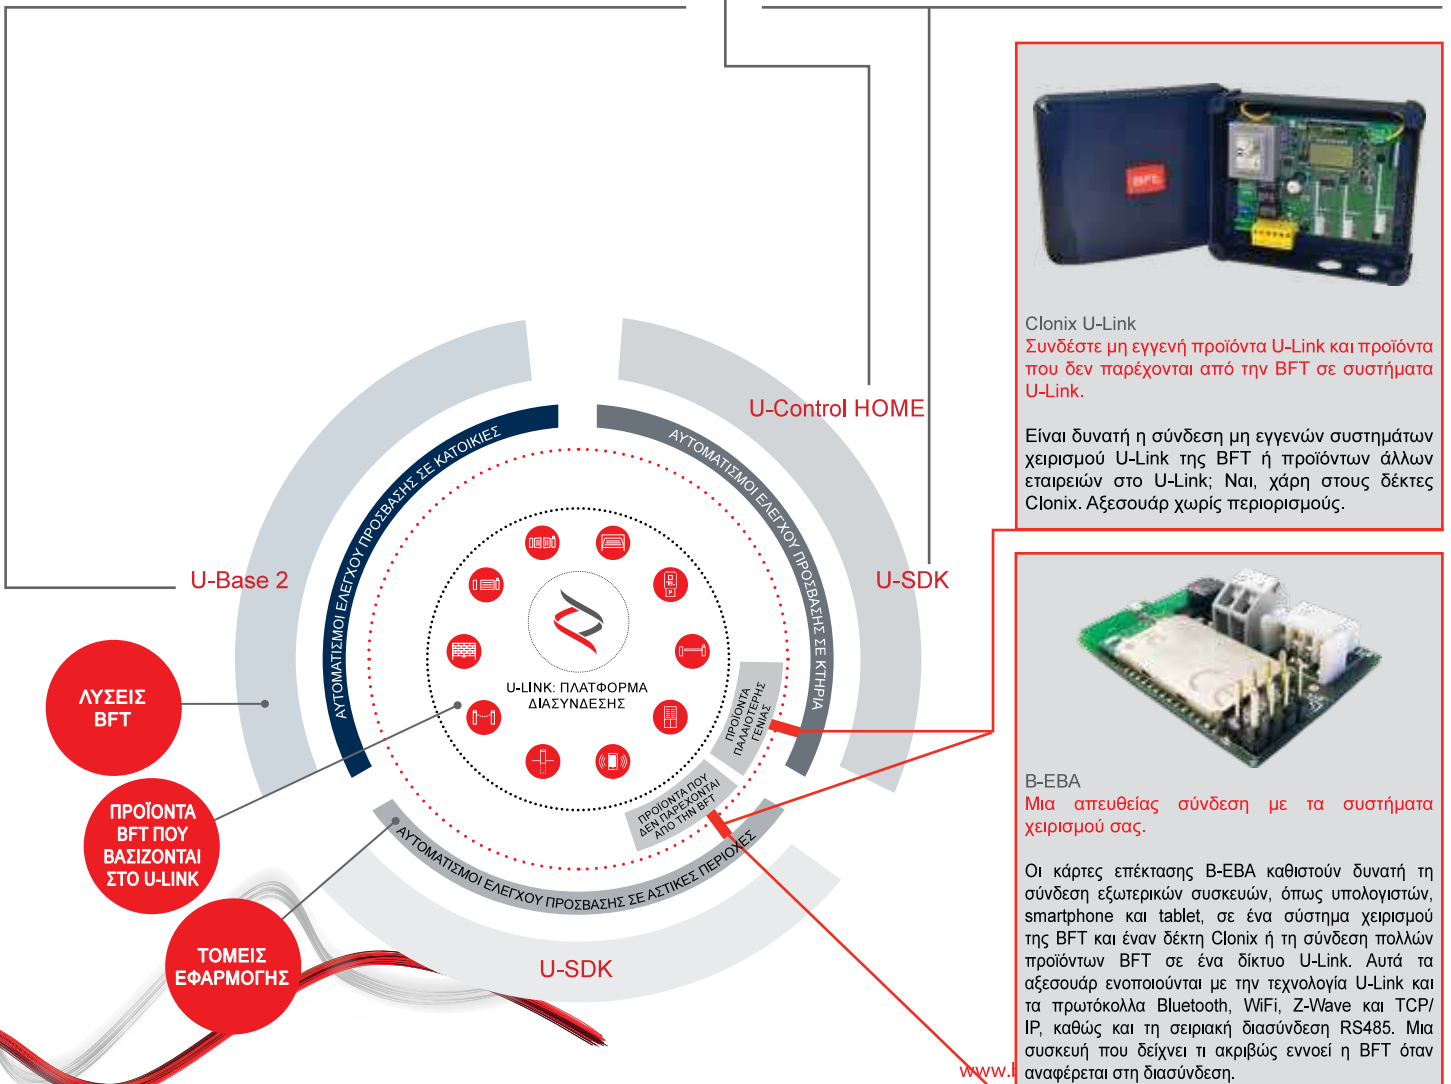 BFT
Clonix U-Link
Συνδέστε μη εγγενή προϊόντα U-Link και προϊόντα
που δεν παρέχονται από την BFT σε συστήματα
U-Link.
Είναι δυνατή η σύνδεση μη εγγενών συστημάτων
χειρισμού U-Link της BFT ή προϊόντων άλλων
εταιρειών στο U-Link; Ναι, χάρη στους δέκτες
Clonix. Αξεσουάρ χωρίς περιορισμούς.
U-Control HOME
U-Base 2
U-SDK
ΑΥΤΟΜΑΤΙΣΜΟΙ ΕΛΕΓΧΟΥ ΠΡΟΣΒΑΣΗΣ ΣΕ ΚΑΤΟΙΚΙΕΣ
ΑΥΤΟΜΑΤΙΣΜΟΙ ΕΛΕΓΧΟΥ ΠΡΟΣΒΑΣΗΣ ΣΕ ΚΤΗΡΙΑ
P
U-LINK: ΠΛΑΤΦΟΡΜΑ
ΔΙΑΣΥΝΔΕΣΗΣ
ΠΡΟΪΟΝΤΑ
ΠΑΛΑΙΟΤΕΡΗΣ
ΓΕΝΙΑΣ
ΠΡΟΪΟΝΤΑ ΠΟΥ
ΔΕΝ ΠΑΡΕΧΟΝΤΑΙ
ΑΠΟ ΤΗΝ BFT
ΑΥΤΟΜΑΤΙΣΜΟΙ ΕΛΕΓΧΟΥ ΠΡΟΣΒΑΣΗΣ ΣΕ ΑΣΤΙΚΕΣ ΠΕΡΙΟΧΕΣ
U-SDK
ΛΥΣΕΙΣ
BFT
ΠΡΟΪΟΝΤΑ
BFT ΠΟΥ
ΒΑΣΙΖΟΝΤΑΙ
ΣΤΟ U-LINK
ΤΟΜΕΙΣ
ΕΦΑΡΜΟΓΗΣ
B-EBA
Μια απευθείας σύνδεση με τα συστήματα
χειρισμού σας.
Οι κάρτες επέκτασης B-EBA καθιστούν δυνατή τη
σύνδεση εξωτερικών συσκευών, όπως υπολογιστών,
smartphone και tablet, σε ένα σύστημα χειρισμού
της BFT και έναν δέκτη Clonix ή τη σύνδεση πολλών
προϊόντων BFT σε ένα δίκτυο U-Link. Αυτά τα
αξεσουάρ ενοποιούνται με την τεχνολογία U-Link και
τα πρωτόκολλα Bluetooth, WiFi, Z-Wave και TCP/
IP, καθώς και τη σειριακή διασύνδεση RS485. Μια
συσκευή που δείχνει τι ακριβώς εννοεί η BFT όταν
αναφέρεται στη διασύνδεση.
www.